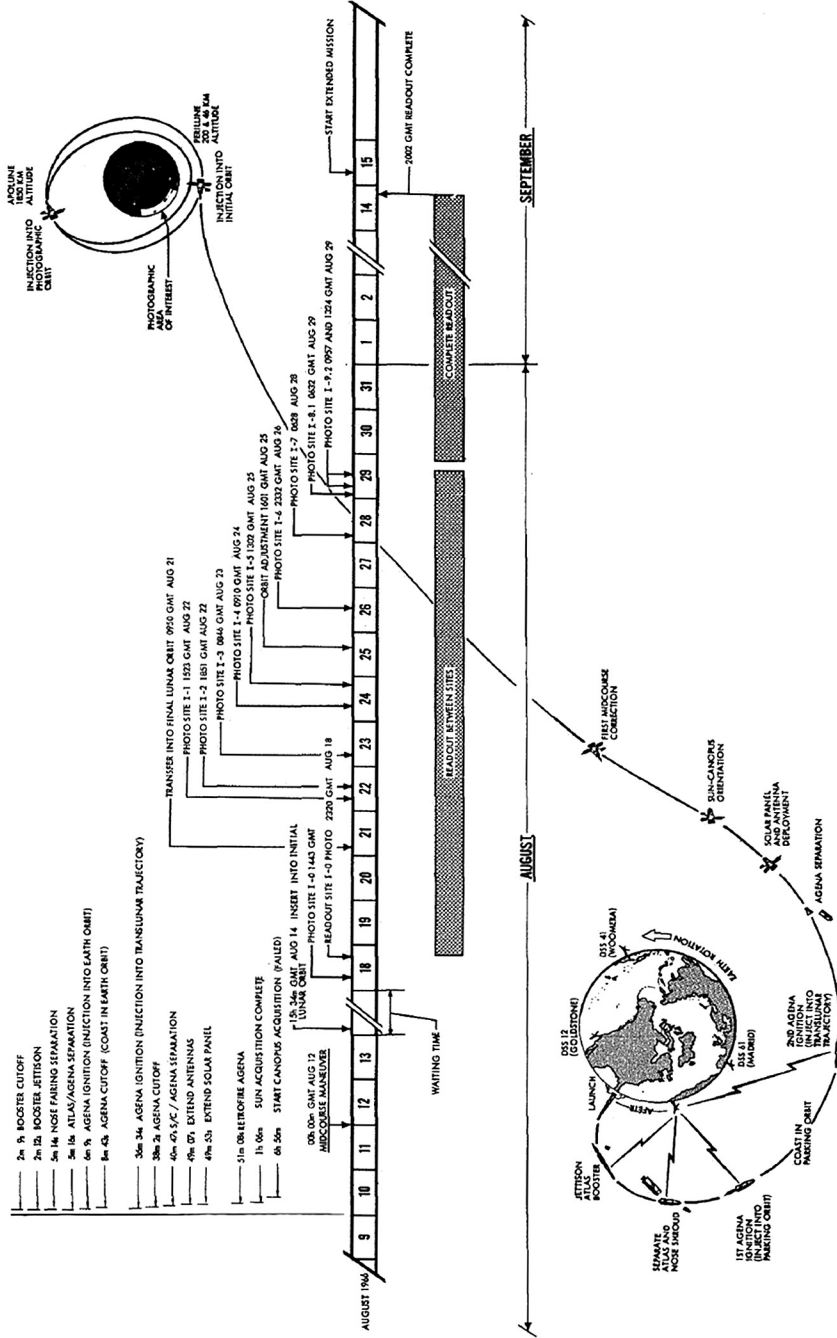 2m 9s BOOSTER CUTOFF
2m 12s BOOSTER JETTISON
5m 14s NOSE FAIRING SEPARATION
5m 16s ATLAS/AGENA SEPARATION
6m 9s AGENA IGNITION (INJECTION INTO EARTH ORBIT)
8m 43s AGENA CUTOFF (COAST IN EARTH ORBIT)
36m 34s AGENA IGNITION (INJECTION INTO TRANSLUNAR TRAJECTORY)
38m 2s AGENA CUTOFF
40m 47s S/C / AGENA SEPARATION
49m 07s EXTEND ANTENNAS
49m 53s EXTEND SOLAR PANEL
51m 08s RETROFIRE AGENA
1h 06m SUN ACQUISITION COMPLETE
6h 56m START CANOPUS ACQUISITION (FAILED)
00h 00m GMT AUG 12
MIDCOURSE MANEUVER
15h 34m GMT AUG 14 INSERT INTO INITIAL
LUNAR ORBIT
PHOTO SITE I-0 1443 GMT
READOUT SITE I-0 PHOTO 2320 GMT AUG 18
TRANSFER INTO FINAL LUNAR ORBIT 0950 GMT AUG 21
PHOTO SITE I-1 1523 GMT AUG 22
PHOTO SITE I-2 1851 GMT AUG 22
PHOTO SITE I-3 0846 GMT AUG 23
PHOTO SITE I-4 0910 GMT AUG 24
PHOTO SITE I-5 1302 GMT AUG 25
ORBIT ADJUSTMENT 1601 GMT AUG 25
PHOTO SITE I-6 2332 GMT AUG 26
PHOTO SITE I-7 0628 AUG 28
PHOTO SITE I-8.1 0632 GMT AUG 29
PHOTO SITE I-9.2 0957 AND 1324 GMT AUG 29
INJECTION INTO
PHOTOGRAPHIC
ORBIT
APOLUNE
1850 KM
ALTITUDE
PHOTOGRAPHIC
AREA
OF INTEREST
PERILUNE
200 & 46 KM
ALTITUDE
INJECTION INTO
INITIAL ORBIT
START EXTENDED MISSION
AUGUST 1966
9 10 11 12 13 18 19 20 21 22 23 24 25 26 27 28 29 30 31 1 2 14 15
WAITING TIME
2002 GMT READOUT COMPLETE
READOUT BETWEEN SITES
COMPLETE READOUT
AUGUST
SEPTEMBER
JETTISON
ATLAS
BOOSTER
LAUNCH
AFETR
DSS 12
(GOLDSTONE)
DSS 41
(WOOMERA)
DSS 61
(MADRID)
EARTH ROTATION
SEPARATE
ATLAS AND
NOSE SHROUD
1ST AGENA
IGNITION
(INJECT INTO
PARKING ORBIT)
COAST IN
PARKING ORBIT
2ND AGENA
IGNITION
(INJECT INTO
TRANSLUNAR
TRAJECTORY)
AGENA SEPARATION
SOLAR PANEL
AND ANTENNA
DEPLOYMENT
SUN-CANOPUS
ORIENTATION
FIRST MIDCOURSE
CORRECTION